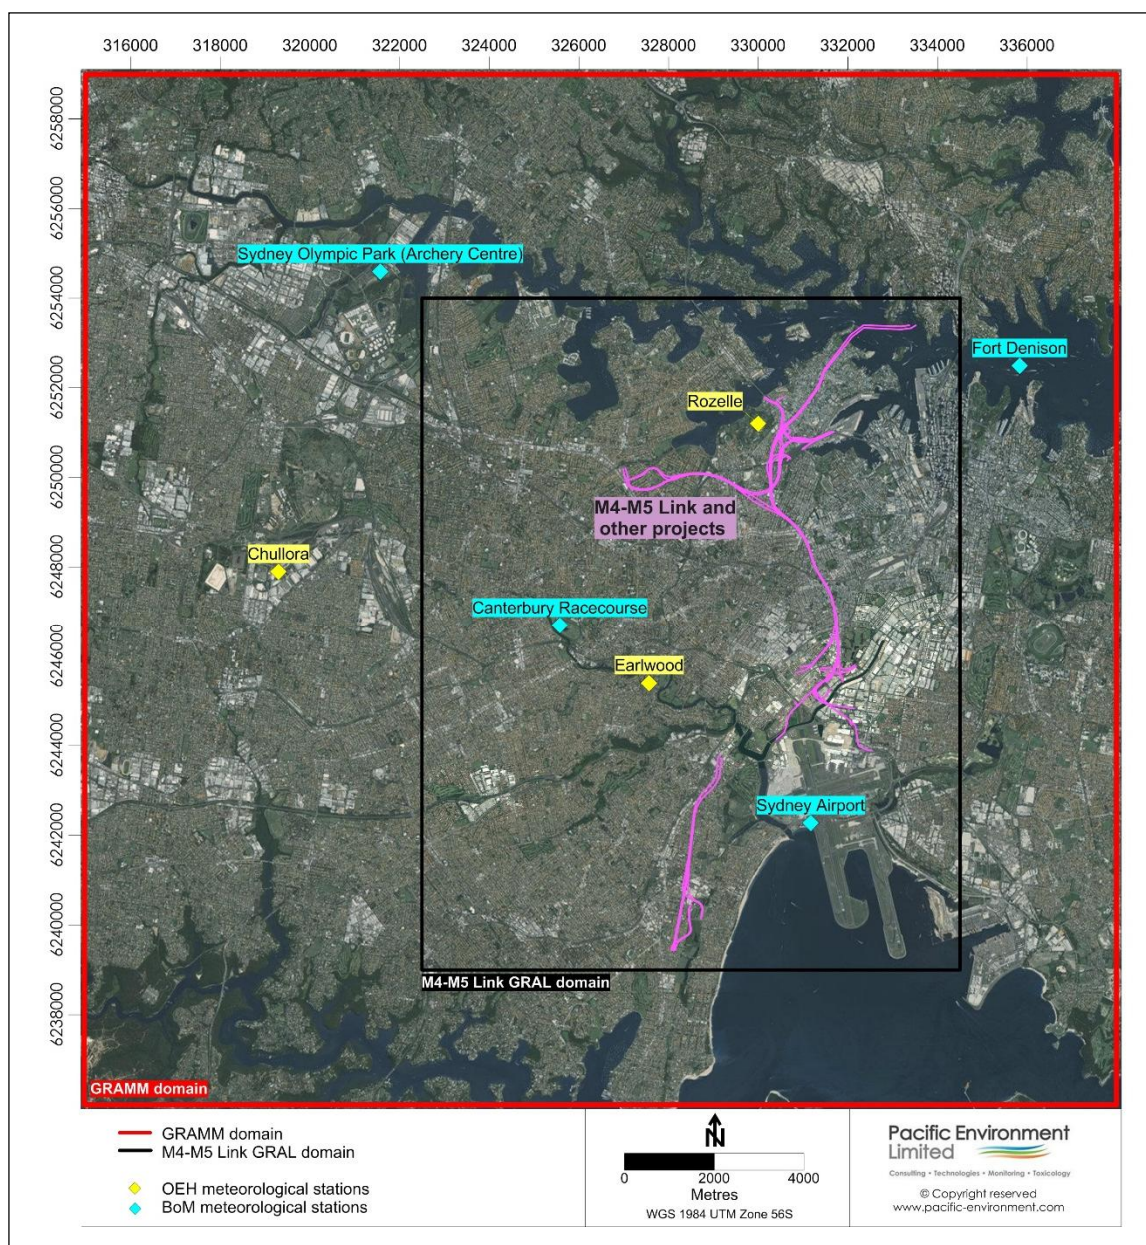 316000 318000 320000 322000 324000 326000 328000 330000 332000 334000 336000
6258000
6256000
6254000
6252000
6250000
6248000
6246000
6244000
6242000
6240000
6238000
Sydney Olympic Park (Archery Centre)
Fort Denison
Rozelle
M4-M5 Link and
other projects
Chullora
Canterbury Racecourse
Earlwood
Sydney Airport
M4-M5 Link GRAL domain
GRAMM domain
GRAMM domain
M4-M5 Link GRAL domain
OEH meteorological stations
BoM meteorological stations
N
0 2000 4000
Metres
WGS 1984 UTM Zone 56S
Pacific Environment
Limited
Consulting • Technologies • Monitoring • Toxicology
© Copyright reserved
www.pacific-environment.com